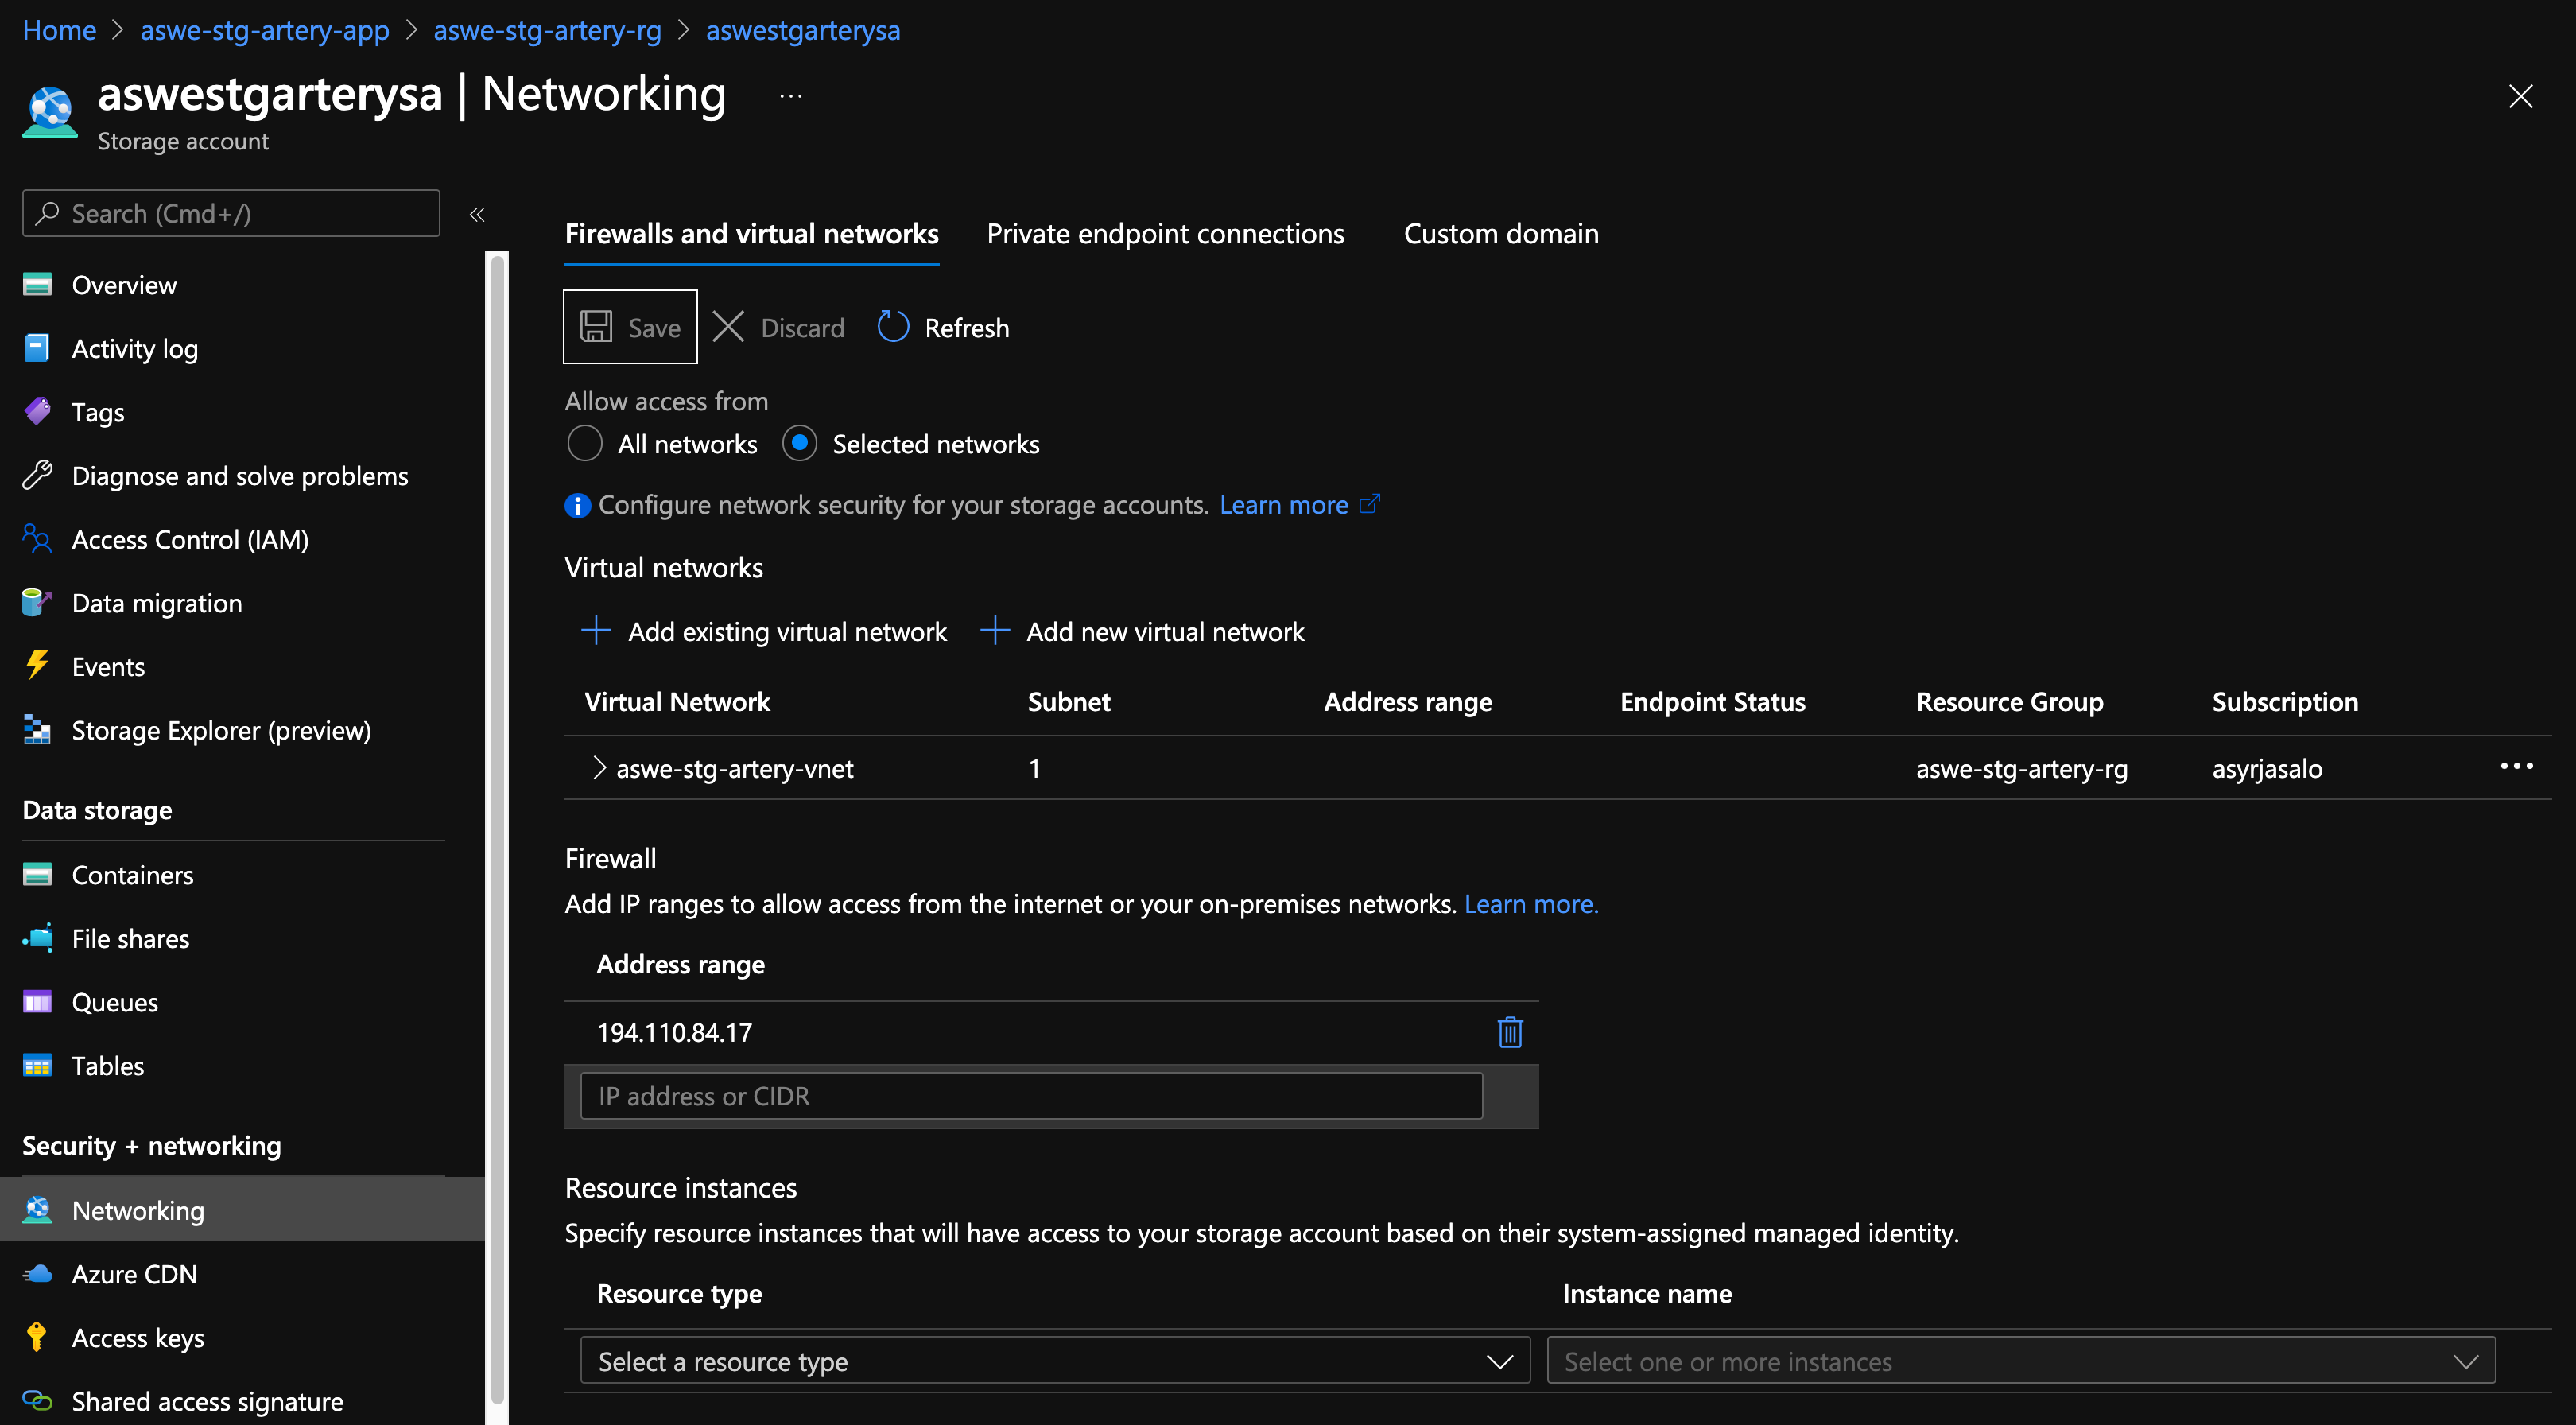 Home > aswe-stg-artery-app > aswe-stg-artery-rg > aswestgarterysa
aswestgarterysa | Networking ...
Storage account
Search (Cmd+/)
Overview
Activity log
Tags
Diagnose and solve problems
Access Control (IAM)
Data migration
Events
Storage Explorer (preview)
Data storage
Containers
File shares
Queues
Tables
Security + networking
Networking
Azure CDN
Access keys
Shared access signature
Firewalls and virtual networks Private endpoint connections Custom domain
Save Discard Refresh
Allow access from
All networks Selected networks
Configure network security for your storage accounts. Learn more
Virtual networks
Add existing virtual network Add new virtual network
Virtual Network Subnet Address range Endpoint Status Resource Group Subscription
aswe-stg-artery-vnet 1 aswe-stg-artery-rg asyrjasalo
Firewall
Add IP ranges to allow access from the internet or your on-premises networks. Learn more.
Address range
194.110.84.17
IP address or CIDR
Resource instances
Specify resource instances that will have access to your storage account based on their system-assigned managed identity.
Resource type Instance name
Select a resource type Select one or more instances